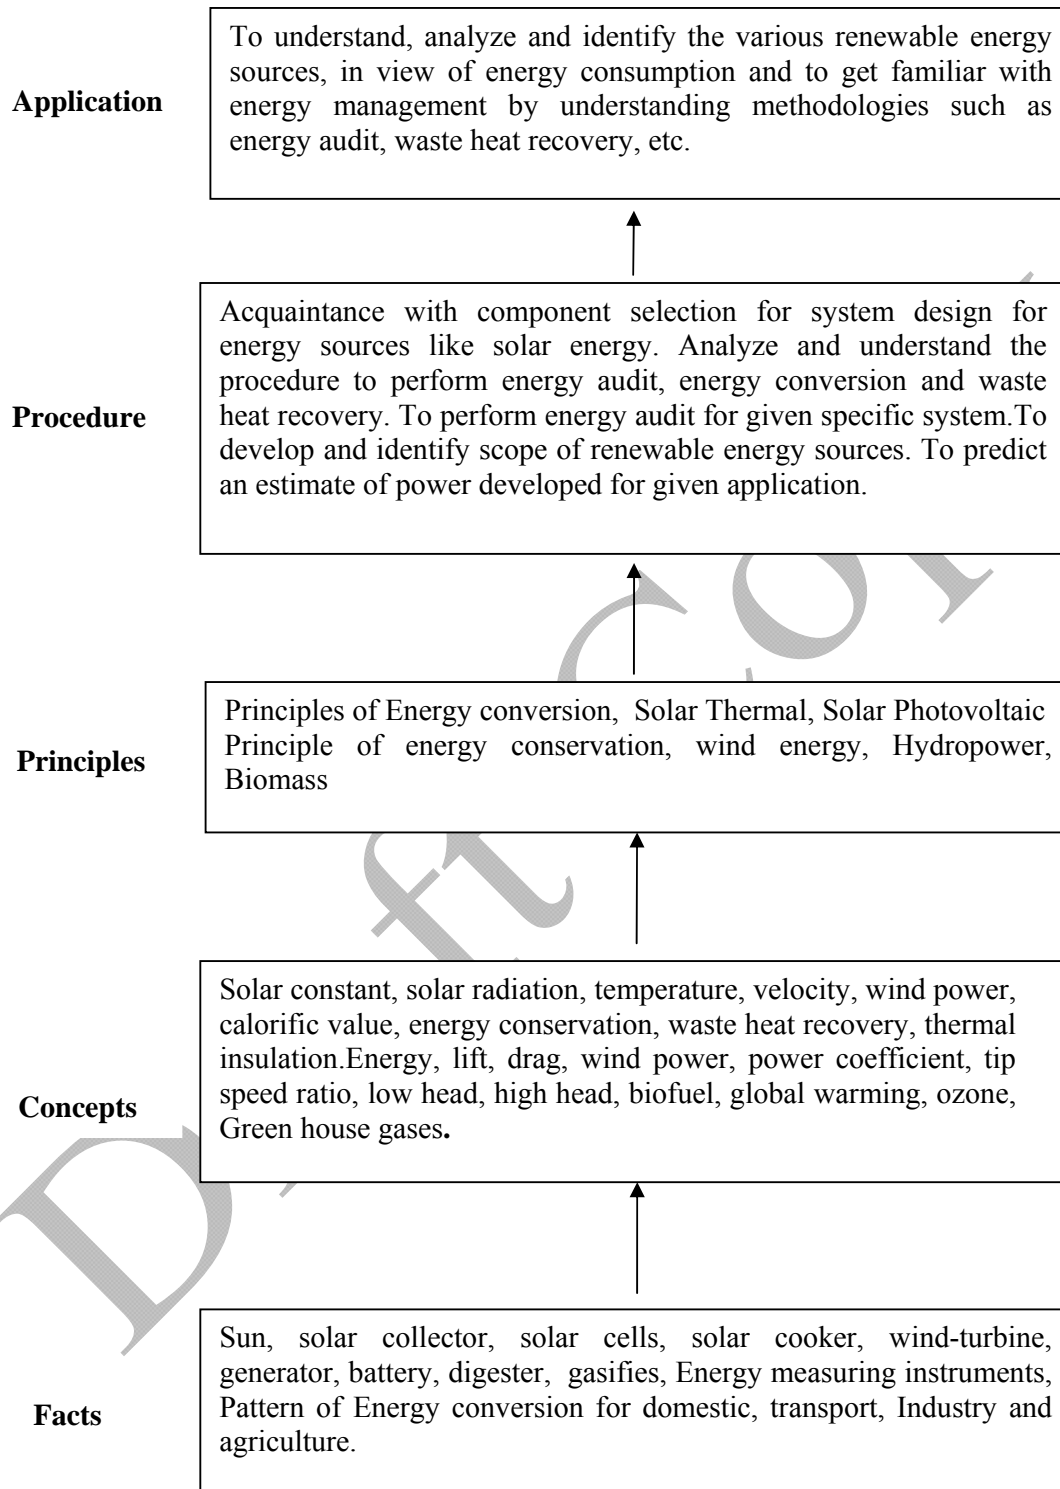 Application
To understand, analyze and identify the various renewable energy
sources, in view of energy consumption and to get familiar with
energy management by understanding methodologies such as
energy audit, waste heat recovery, etc.
Procedure
Acquaintance with component selection for system design for
energy sources like solar energy. Analyze and understand the
procedure to perform energy audit, energy conversion and waste
heat recovery. To perform energy audit for given specific system.To
develop and identify scope of renewable energy sources. To predict
an estimate of power developed for given application.
Principles
Principles of Energy conversion, Solar Thermal, Solar Photovoltaic
Principle of energy conservation, wind energy, Hydropower,
Biomass
Concepts
Solar constant, solar radiation, temperature, velocity, wind power,
calorific value, energy conservation, waste heat recovery, thermal
insulation.Energy, lift, drag, wind power, power coefficient, tip
speed ratio, low head, high head, biofuel, global warming, ozone,
Green house gases.
Facts
Sun, solar collector, solar cells, solar cooker, wind-turbine,
generator, battery, digester, gasifies, Energy measuring instruments,
Pattern of Energy conversion for domestic, transport, Industry and
agriculture.
Draft Copy